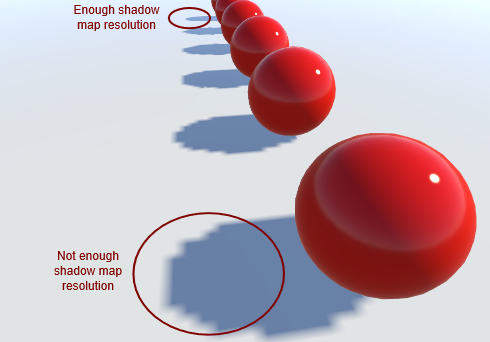 Enough shadow
map resolution
Not enough
shadow map
resolution